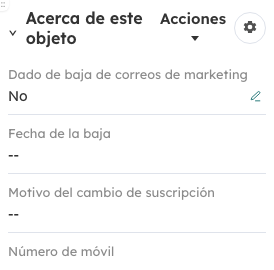 Acerca de este
objeto
Acciones
Dado de baja de correos de marketing
No
Fecha de la baja
--
Motivo del cambio de suscripción
--
Número de móvil